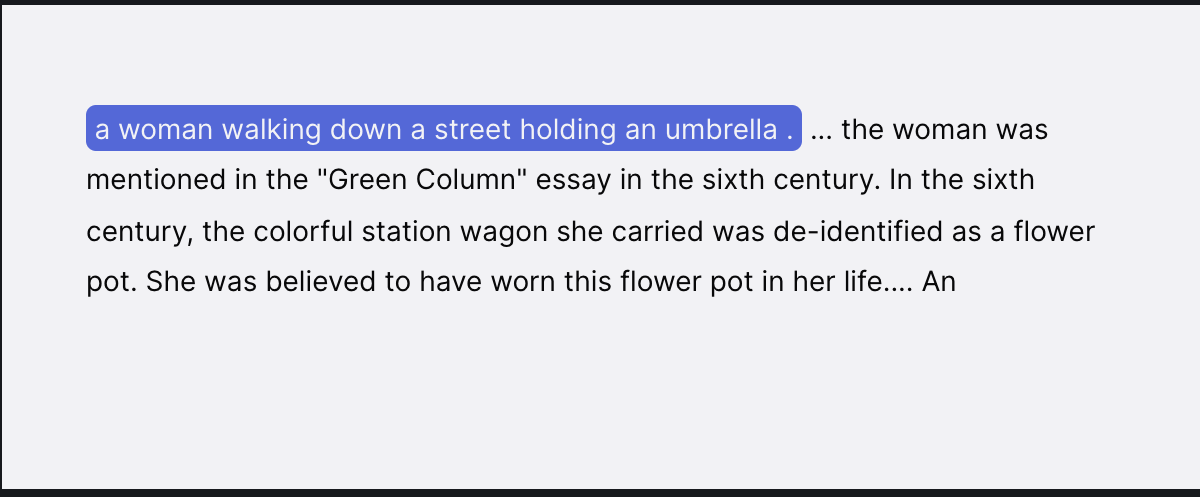 a woman walking down a street holding an umbrella . ... the woman was
mentioned in the "Green Column" essay in the sixth century. In the sixth
century, the colorful station wagon she carried was de-identified as a flower
pot. She was believed to have worn this flower pot in her life.... An